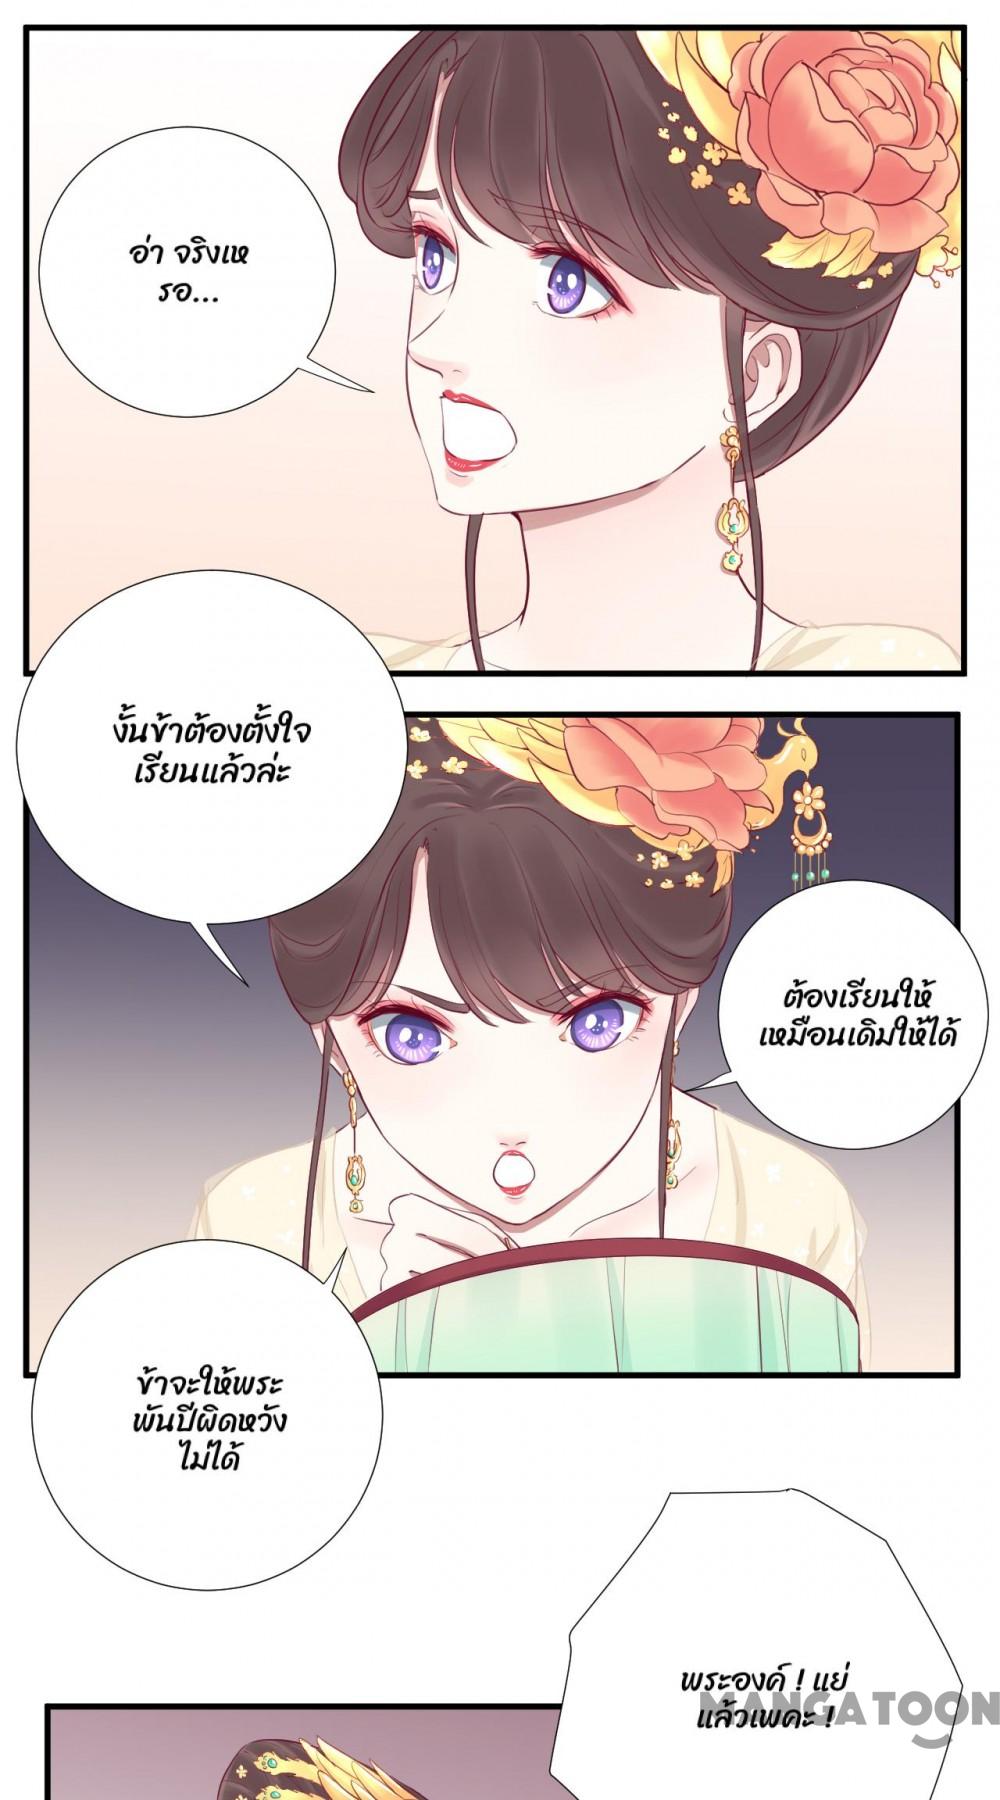 อ๋า จริงเห
รอ...
งั้นข้าต้องตั้งใจ
เรียนแล้วล่ะ
ต้องเรียนให้
เหมือนเดิมให้ได้
ข้าจะให้พระ
พันปีผิดหวัง
ไม่ได้
พระองค์ ! แย่
แล้วเพคะ !
MANGATOON